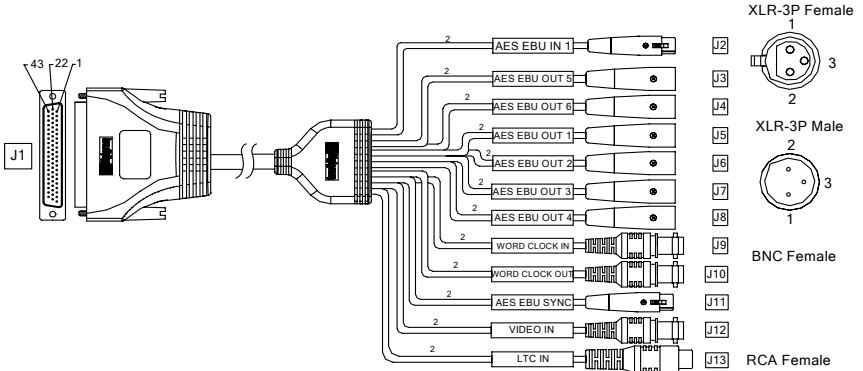 XLR-3P Female
1
3
2
43
22
1
J1
2
AES EBU IN 1
J2
2
AES EBU OUT 5
J3
2
AES EBU OUT 6
J4
2
AES EBU OUT 1
J5
2
AES EBU OUT 2
J6
2
AES EBU OUT 3
J7
2
AES EBU OUT 4
J8
2
WORD CLOCK IN
J9
2
WORD CLOCK OUT
J10
2
AES EBU SYNC
J11
2
VIDEO IN
J12
2
LTC IN
J13
XLR-3P Male
2
3
1
BNC Female
RCA Female